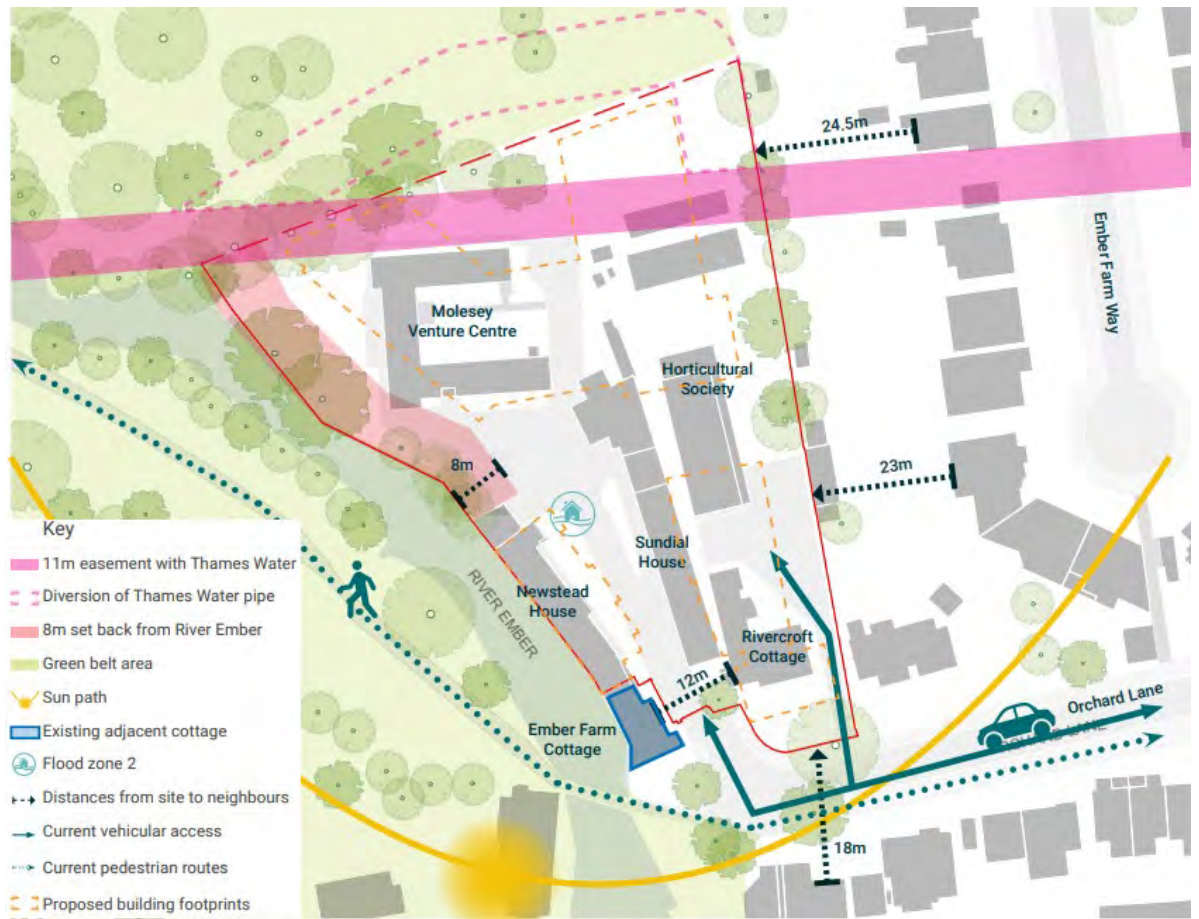 24.5m
Ember Farm Way
Molesey
Venture Centre
Horticultural
Society
8m
23m
Sundial
House
Newstead
House
RIVER EMBER
Rivercroft
Cottage
12m
Ember Farm
Cottage
Orchard Lane
LANE
18m
Key
11m easement with Thames Water
Diversion of Thames Water pipe
8m set back from River Ember
Green belt area
Sun path
Existing adjacent cottage
Flood zone 2
Distances from site to neighbours
Current vehicular access
Current pedestrian routes
Proposed building footprints